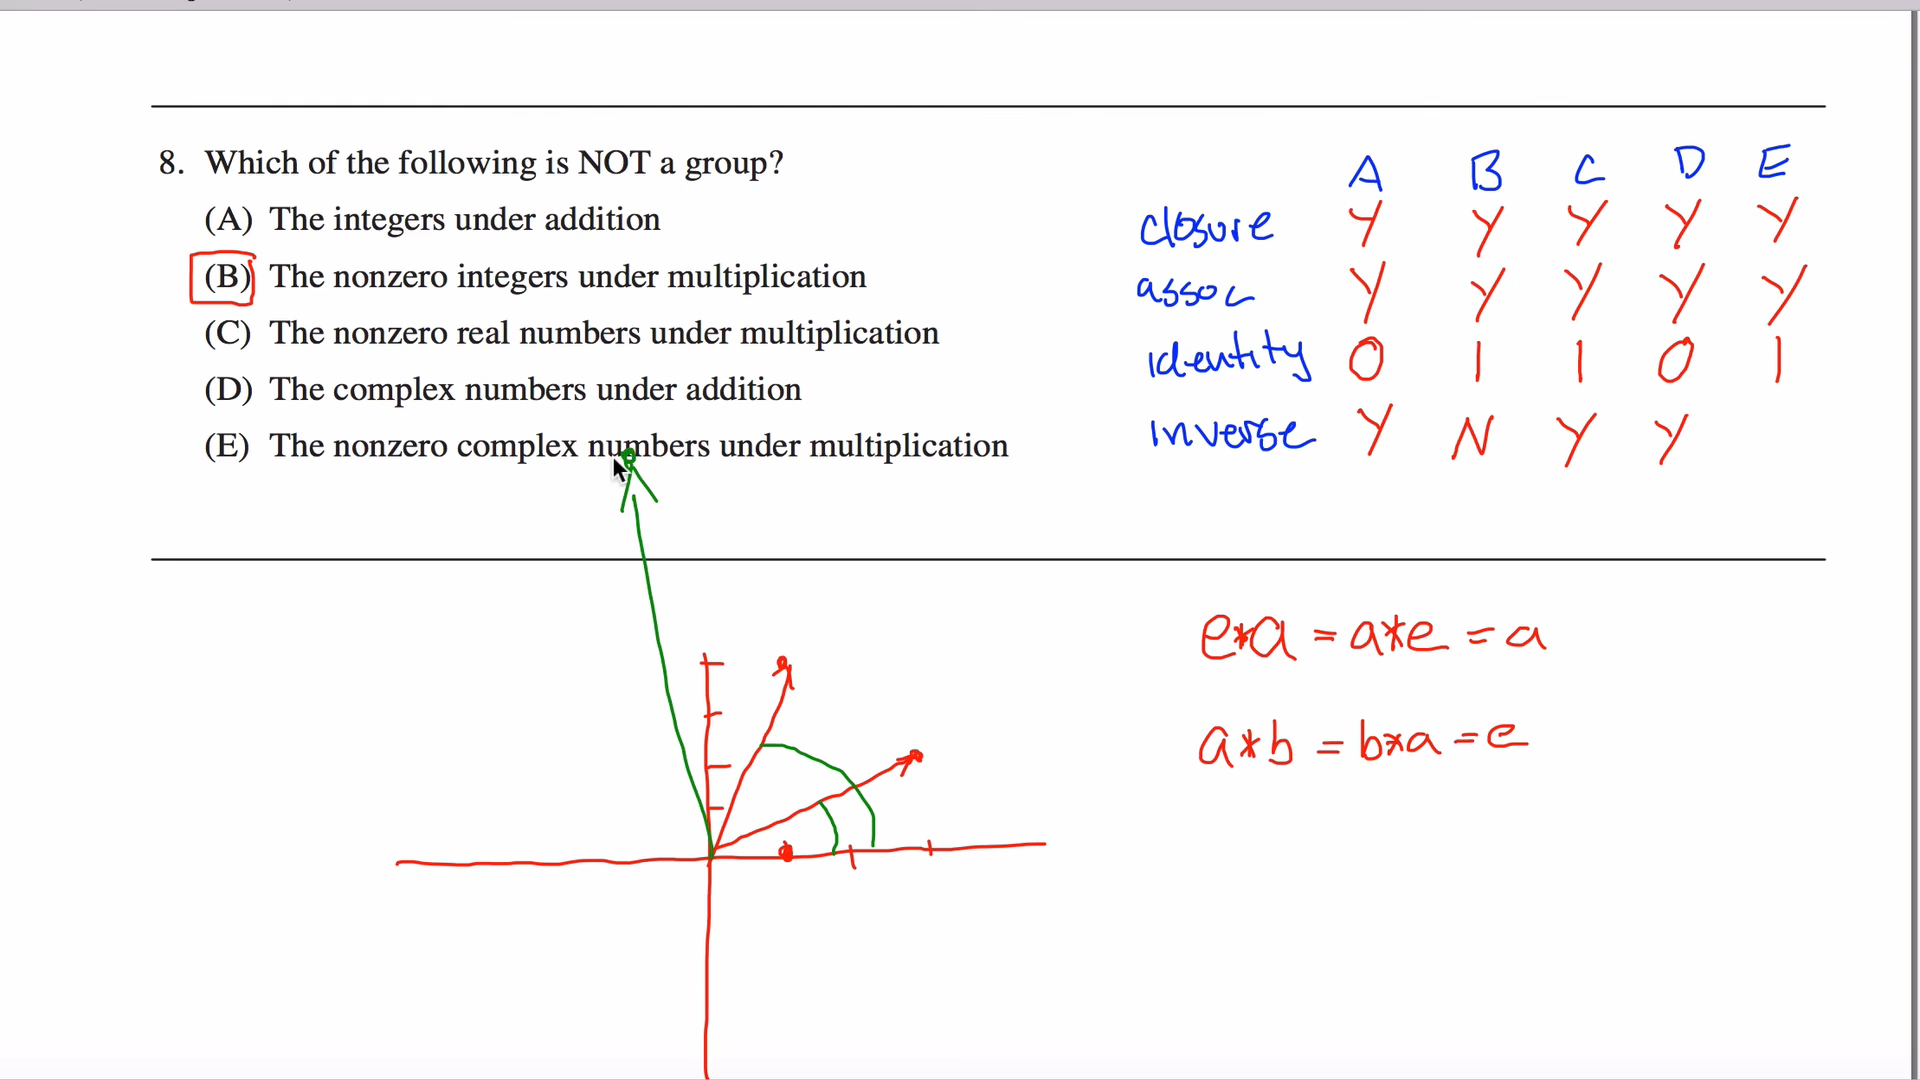 8. Which of the following is NOT a group?
(A) The integers under addition
(B) The nonzero integers under multiplication
(C) The nonzero real numbers under multiplication
(D) The complex numbers under addition
(E) The nonzero complex numbers under multiplication
A B C D E
closure Y Y Y Y Y
assoc Y Y Y Y Y
identity 0 1 1 0 1
inverse Y N Y Y
e*a = a*e = a
a*b = b*a = e